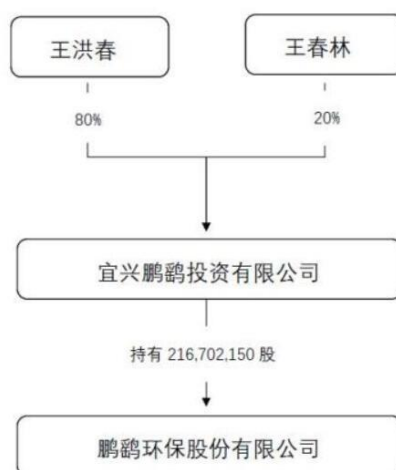 王洪春
王春林
80%
20%
宜兴鹏鹞投资有限公司
持有 216,702,150 股
鹏鹞环保股份有限公司